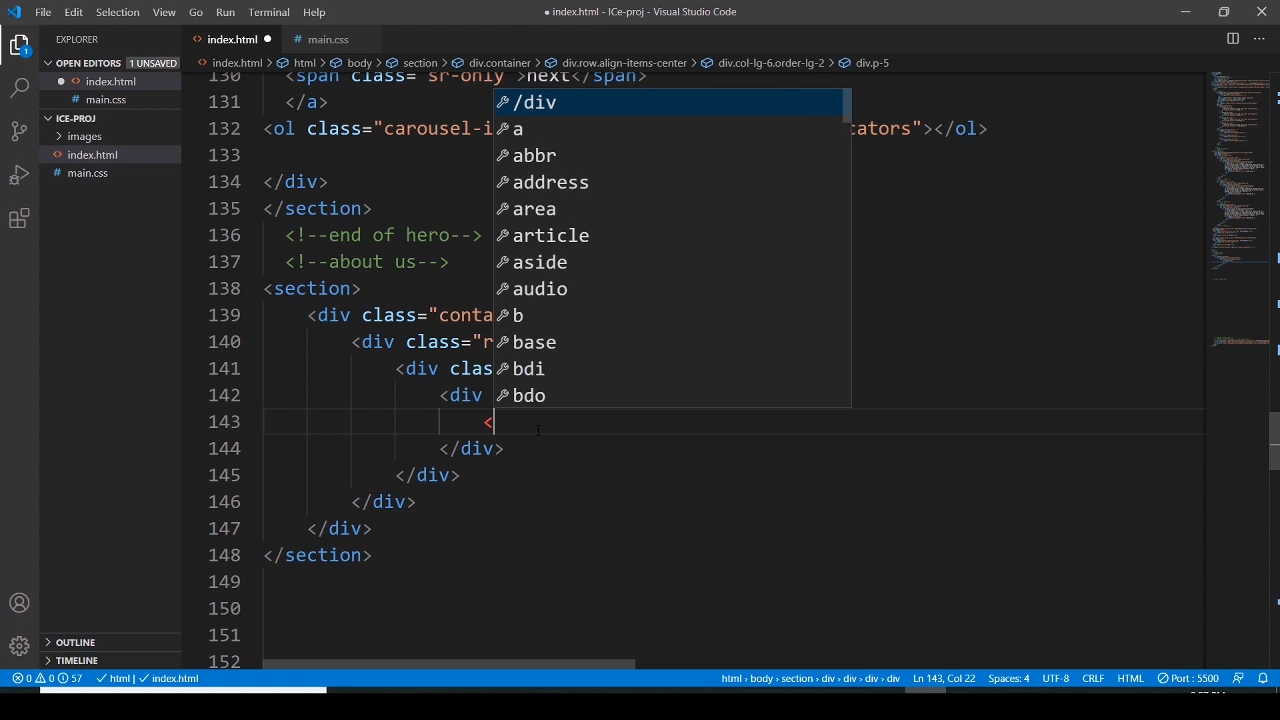 File Edit Selection View Go Run Terminal Help
● index.html - ICe-proj - Visual Studio Code
EXPLORER
index.html
main.css
OPEN EDITORS 1 UNSAVED
index.html
main.css
ICE-PROJ
images
index.html
main.css
index.html > html > body > section > div.container > div.row.align-items-center > div.col-lg-6.order-lg-2 > div.p-5
130 <span class="sr-only">next</span>
131 </a>
132 <ol class="carousel-i ators"></ol>
133
134 </div>
135 </section>
136 <!--end of hero-->
137 <!--about us-->
138 <section>
139 <div class="conta
140 <div class="r
141 <div clas
142 <div
143 <
144 </div>
145 </div>
146 </div>
147 </div>
148 </section>
149
150
151
152
/div
a
abbr
address
area
article
aside
audio
b
base
bdi
bdo
OUTLINE
TIMELINE
0 0 57 html | index.html
html > body > section > div > div > div > div Ln 143, Col 22 Spaces: 4 UTF-8 CRLF HTML Port : 5500